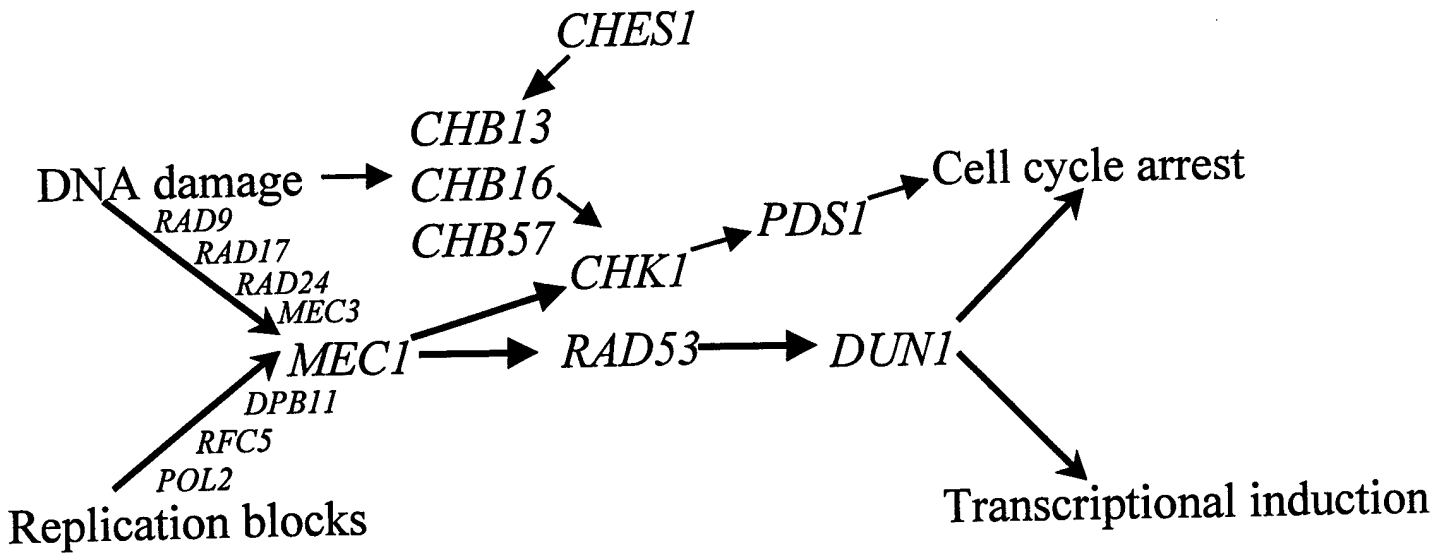 CHES1
CHB13
DNA damage
CHB16
Cell cycle arrest
RAD9
PDS1
RAD17
CHB57
RAD24
CHK1
MEC3
MEC1
RAD53
DUN1
DPB11
RFC5
POL2
Replication blocks
Transcriptional induction